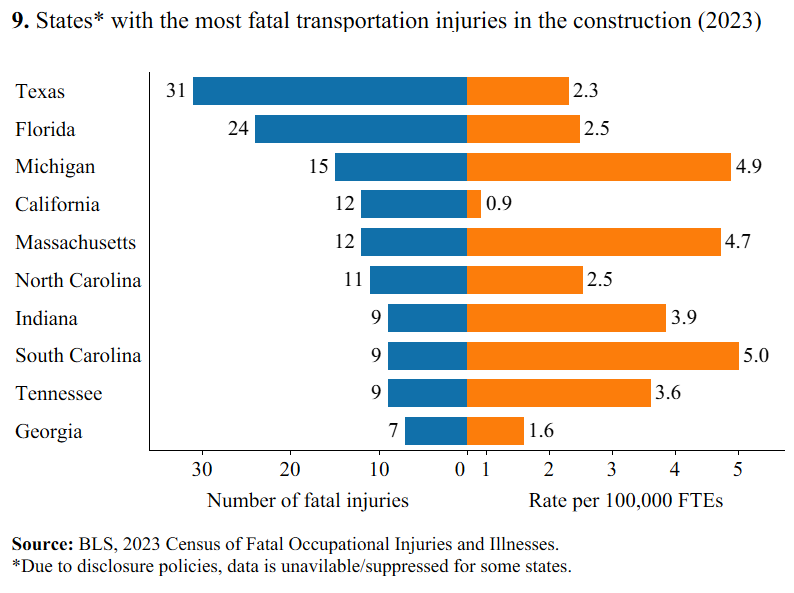 9. States* with the most fatal transportation injuries in the construction (2023)
Texas 31 2.3
Florida 24 2.5
Michigan 15 4.9
California 12 0.9
Massachusetts 12 4.7
North Carolina 11 2.5
Indiana 9 3.9
South Carolina 9 5.0
Tennessee 9 3.6
Georgia 7 1.6
30 20 10 0 1 2 3 4 5
Number of fatal injuries Rate per 100,000 FTEs
Source: BLS, 2023 Census of Fatal Occupational Injuries and Illnesses.
*Due to disclosure policies, data is unavilable/suppressed for some states.